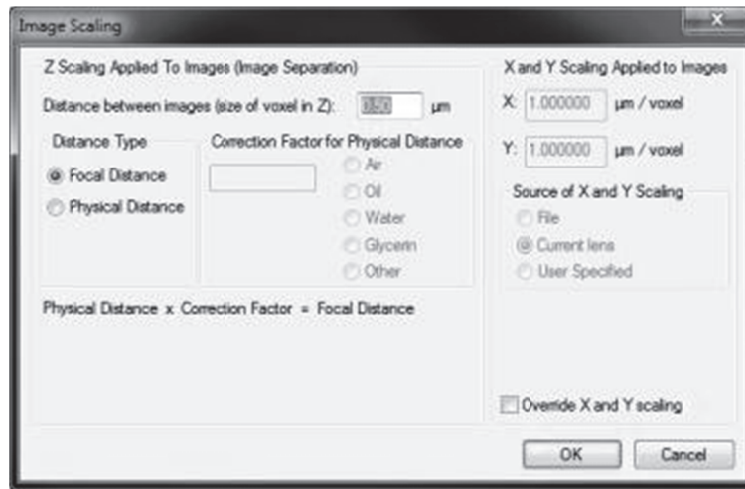 Image Scaling
X
Z Scaling Applied To Images (Image Separation)
Distance between images (size of voxel in Z): 0.50 µm
Distance Type
Focal Distance
Physical Distance
Correction Factor for Physical Distance
Air
Oil
Water
Glycerin
Other
Physical Distance x Correction Factor = Focal Distance
X and Y Scaling Applied to Images
X: 1.000000 µm / voxel
Y: 1.000000 µm / voxel
Source of X and Y Scaling
File
Current lens
User Specified
Override X and Y scaling
OK
Cancel